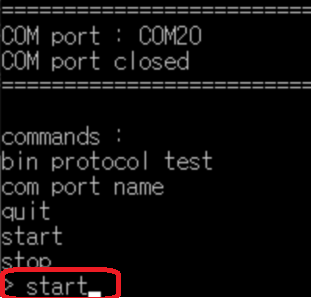 ==========================
COM port : COM20
COM port closed
==========================
commands :
bin protocol test
com port name
quit
start
stop
> start_